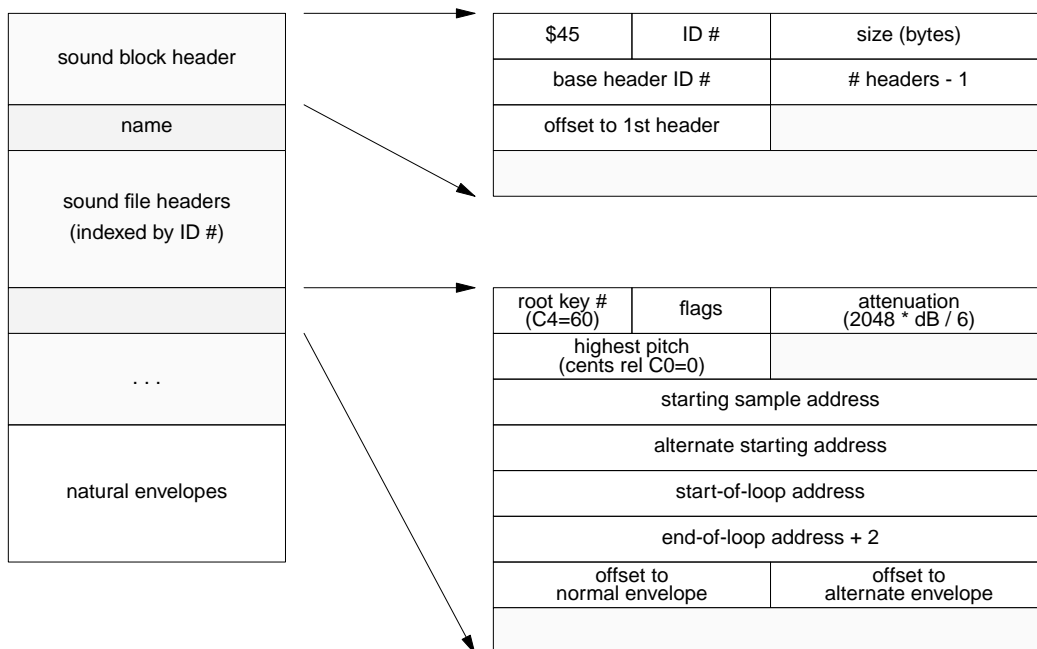 sound block header
name
sound file headers
(indexed by ID #)
. . .
natural envelopes
$45
ID #
size (bytes)
base header ID #
# headers - 1
offset to 1st header
root key #
(C4=60)
flags
attenuation
(2048 * dB / 6)
highest pitch
(cents rel C0=0)
starting sample address
alternate starting address
start-of-loop address
end-of-loop address + 2
offset to
normal envelope
offset to
alternate envelope